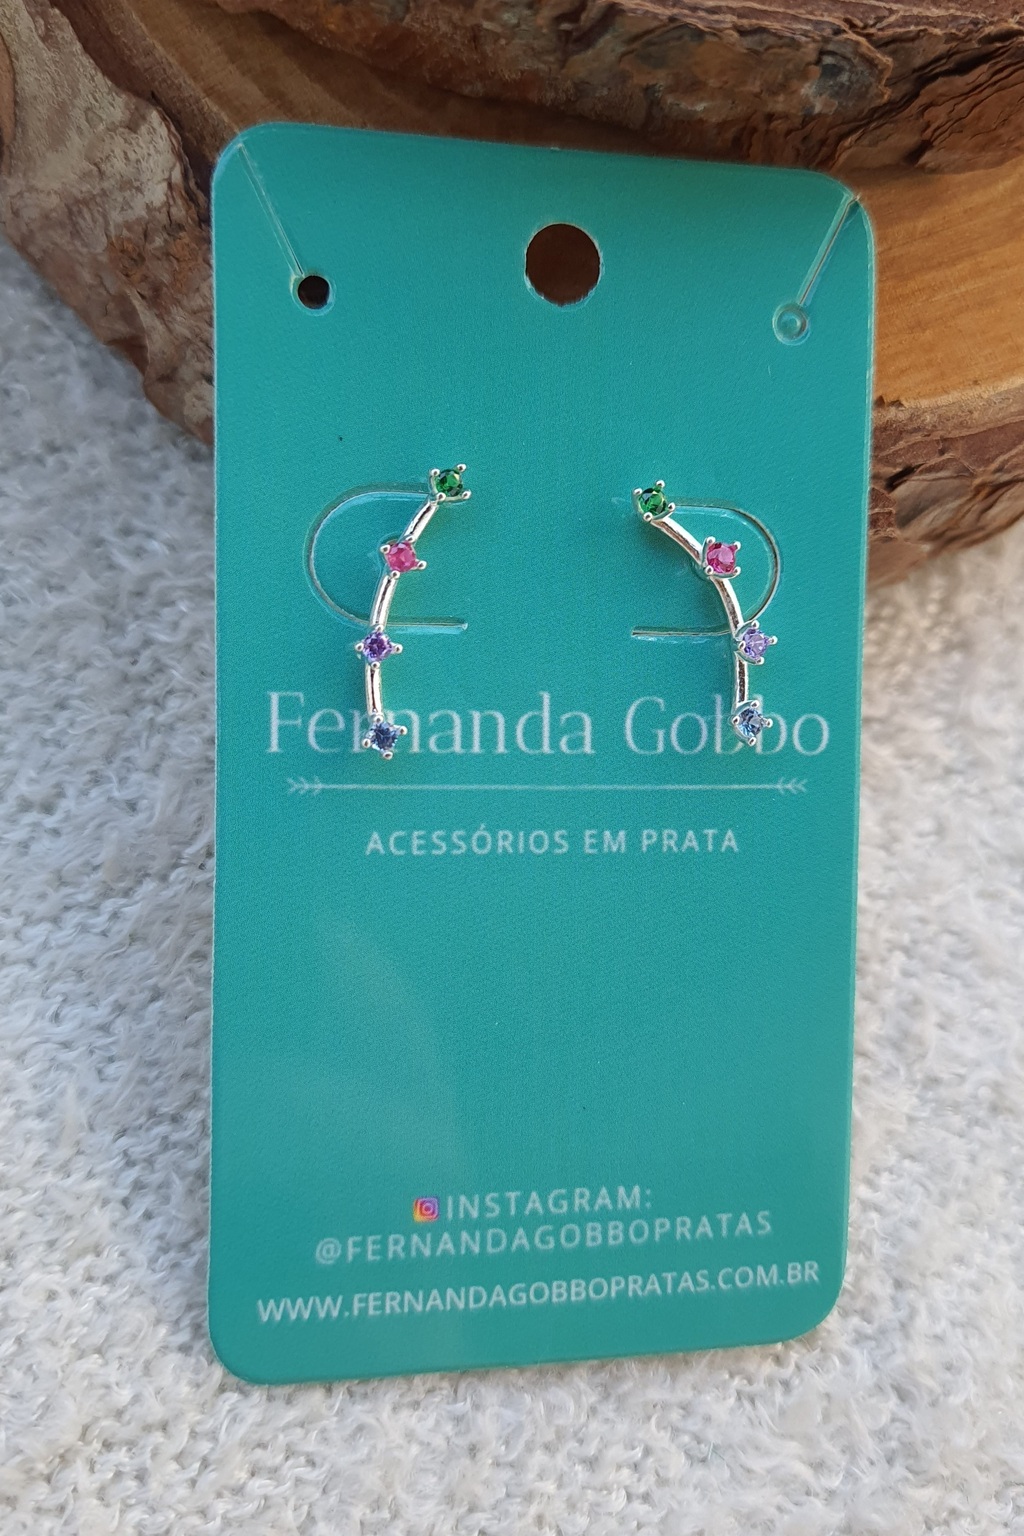 Fernanda Gobbo
ACESSÓRIOS EM PRATA
INSTAGRAM:
@FERNANDAGOBBOPRATAS
WWW.FERNANDAGOBBOPRATAS.COM.BR